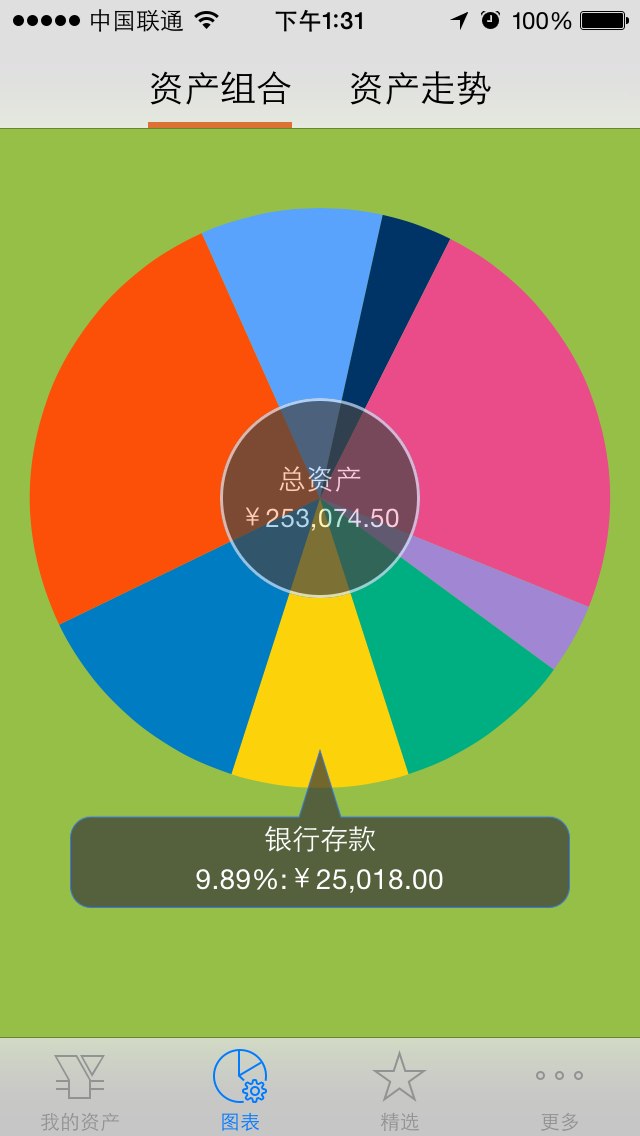 中国联通 下午1:31 100%
资产组合 资产走势
总资产
￥253,074.50
银行存款
9.89%:￥25,018.00
我的资产 图表 精选 更多